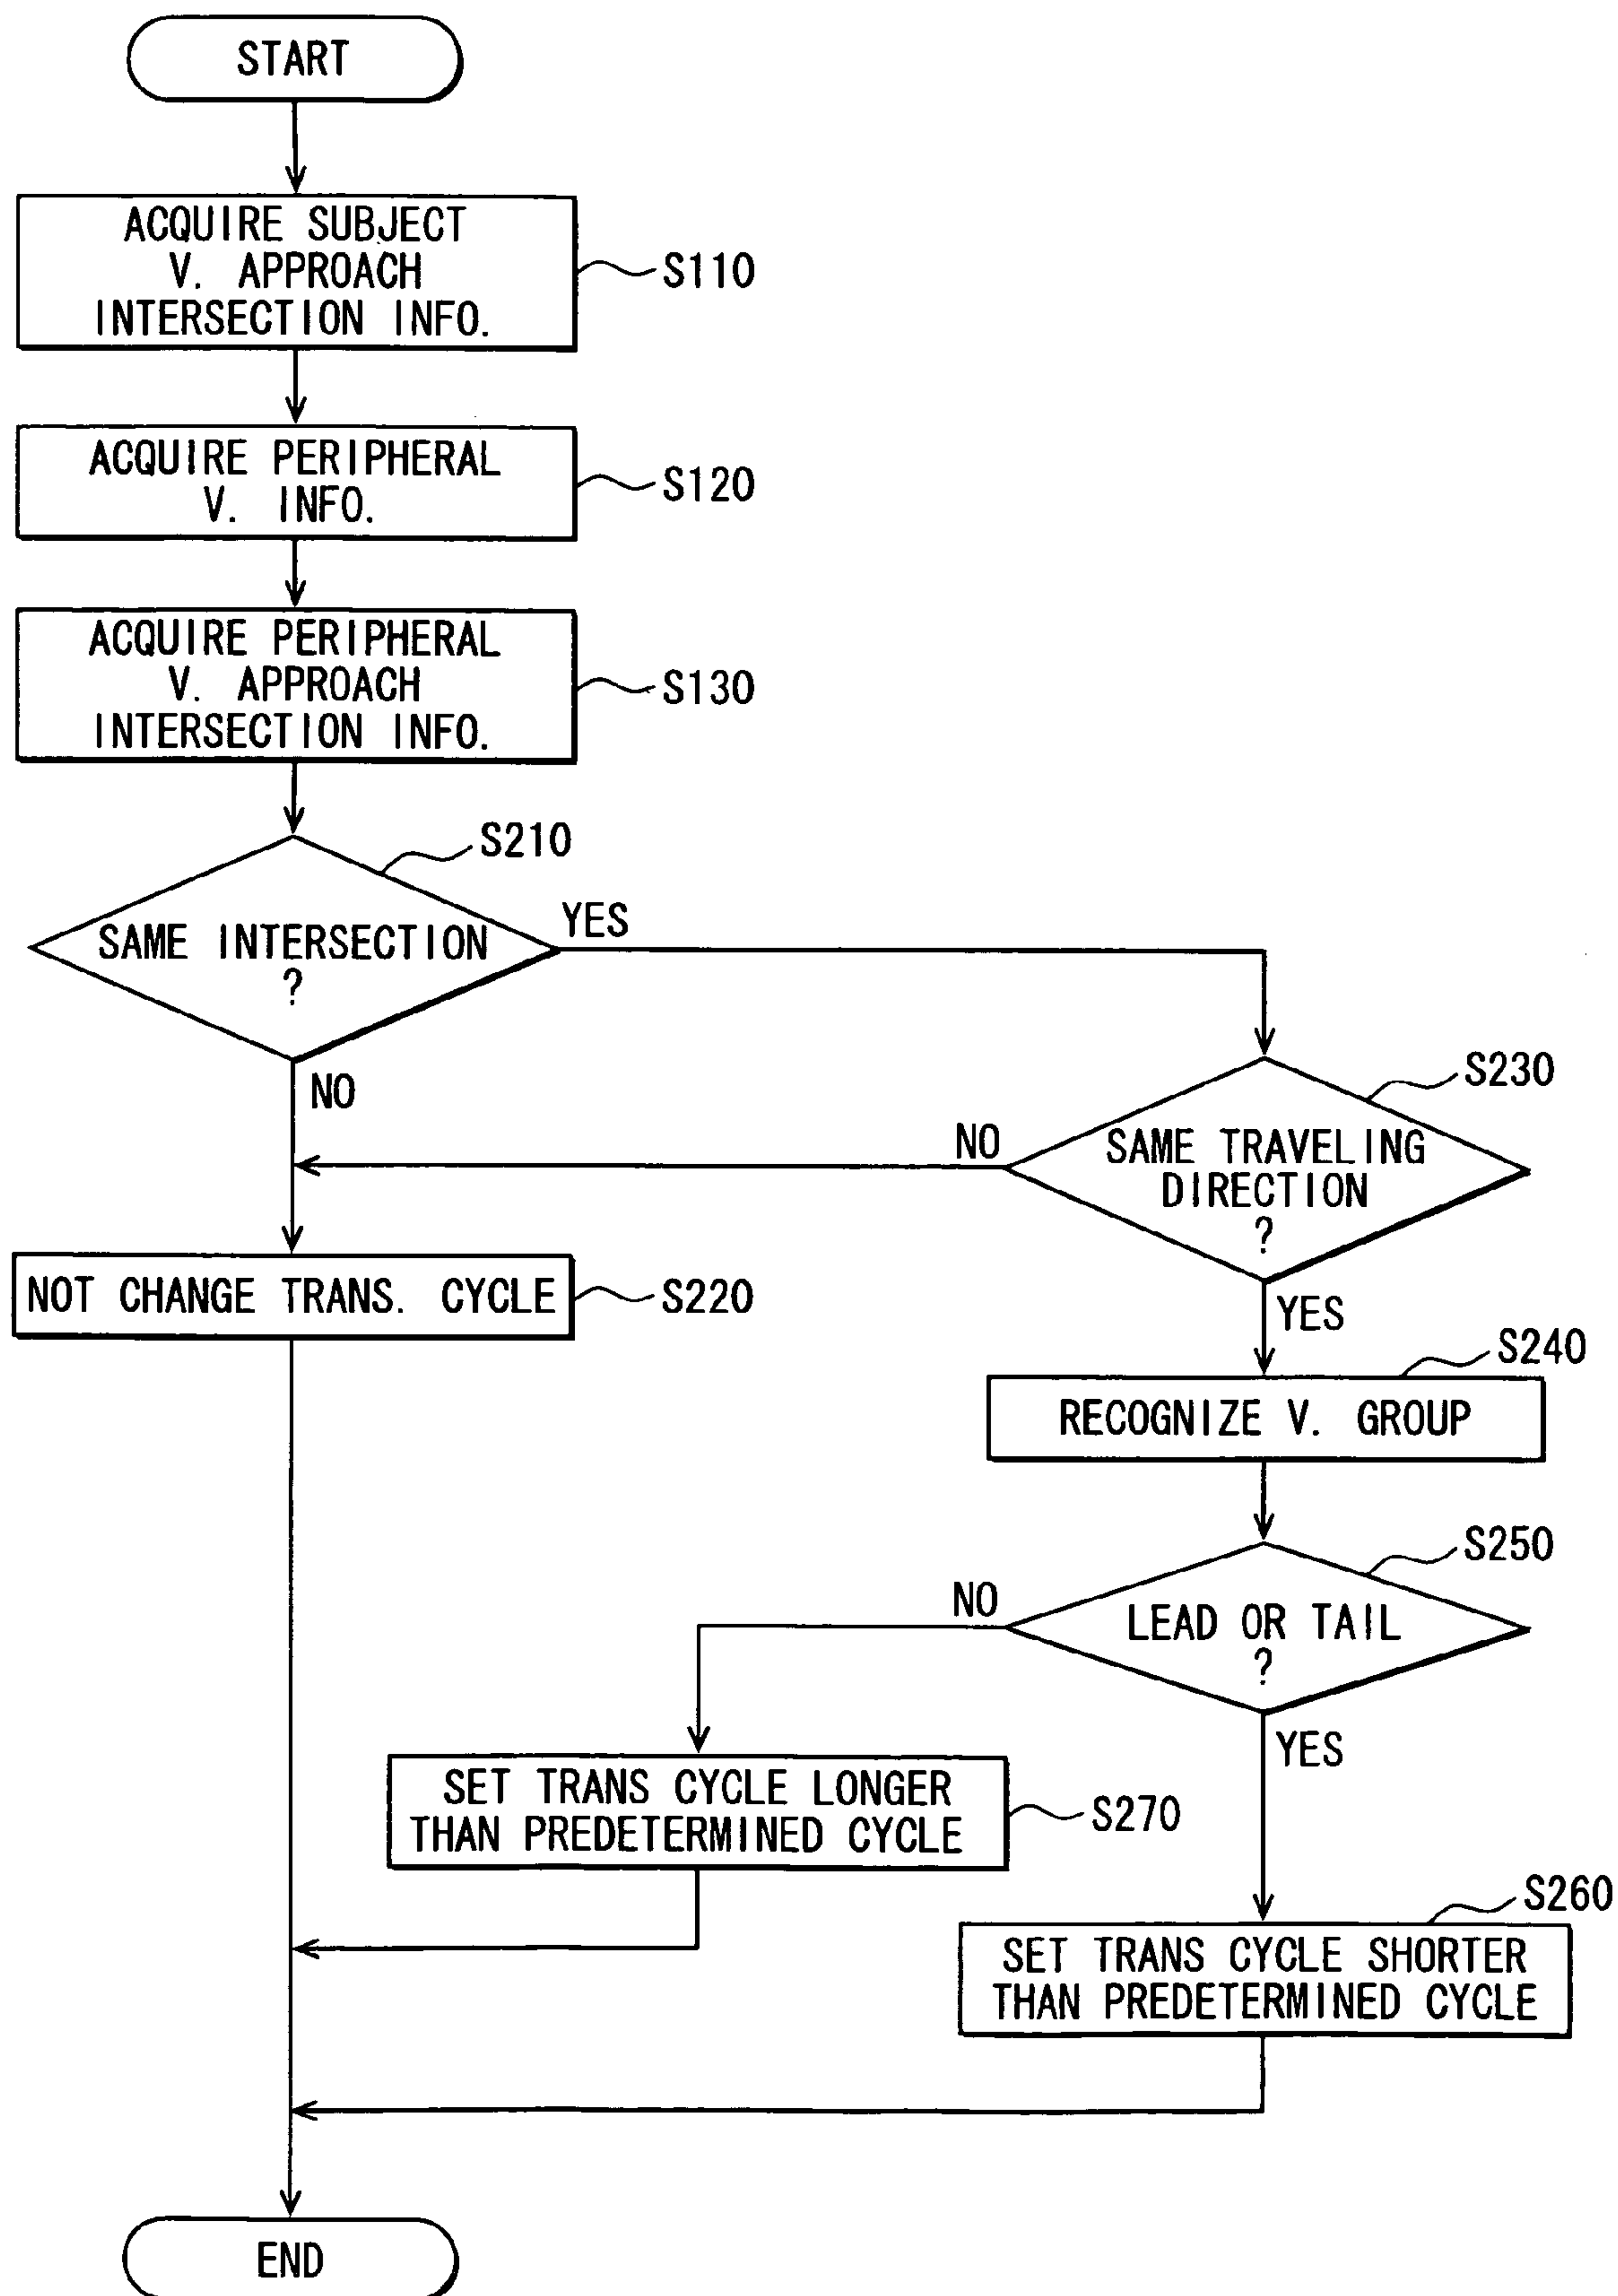 START
ACQUIRE SUBJECT
V. APPROACH
INTERSECTION INFO.
S110
ACQUIRE PERIPHERAL
V. INFO.
S120
ACQUIRE PERIPHERAL
V. APPROACH
INTERSECTION INFO.
S130
S210
SAME INTERSECTION
?
YES
NO
S230
SAME TRAVELING
DIRECTION
?
NO
YES
NOT CHANGE TRANS. CYCLE
S220
S240
RECOGNIZE V. GROUP
S250
LEAD OR TAIL
?
NO
YES
SET TRANS CYCLE LONGER
THAN PREDETERMINED CYCLE
S270
S260
SET TRANS CYCLE SHORTER
THAN PREDETERMINED CYCLE
END